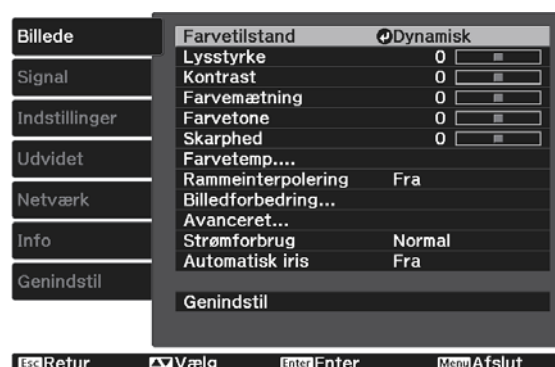 Billede
Signal
Indstillinger
Udvidet
Netværk
Info
Genindstil
Farvetilstand Dynamisk
Lysstyrke 0
Kontrast 0
Farvemætning 0
Farvetone 0
Skarphed 0
Farvetemp....
Rammeinterpolering Fra
Billedforbedring...
Avanceret...
Strømforbrug Normal
Automatisk iris Fra
Genindstil
Esc Retur Vælg Enter Enter Menu Afslut